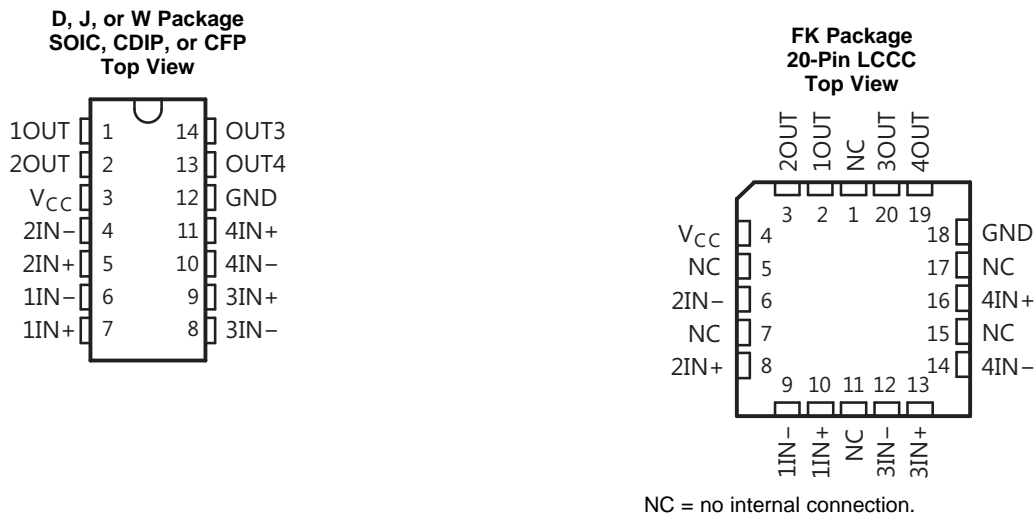 D, J, or W Package
SOIC, CDIP, or CFP
Top View
1OUT 1 14 OUT3
2OUT 2 13 OUT4
VCC 3 12 GND
2IN− 4 11 4IN+
2IN+ 5 10 4IN−
1IN− 6 9 3IN+
1IN+ 7 8 3IN−
FK Package
20-Pin LCCC
Top View
2OUT 1OUT NC 3OUT 4OUT
3 2 1 20 19
VCC 4 18 GND
NC 5 17 NC
2IN− 6 16 4IN+
NC 7 15 NC
2IN+ 8 14 4IN−
9 10 11 12 13
1IN− 1IN+ NC 3IN− 3IN+
NC = no internal connection.